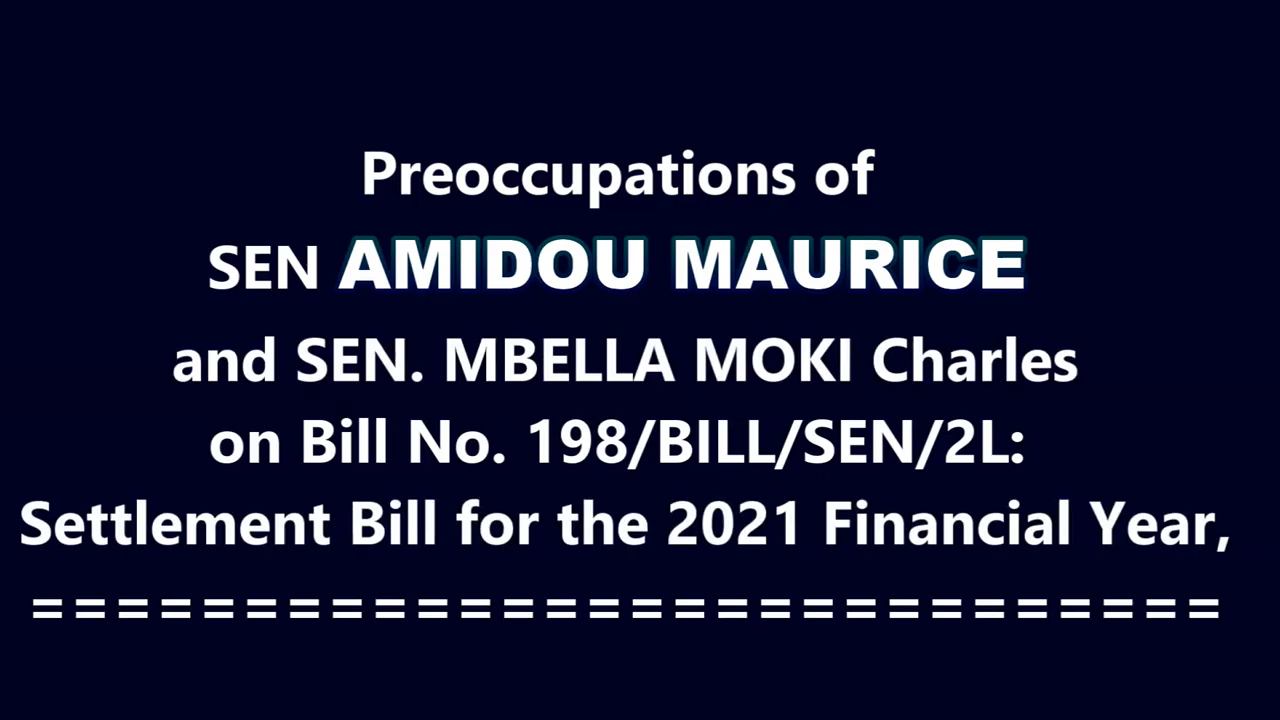 Preoccupations of
SEN AMIDOU MAURICE
and SEN. MBELLA MOKI Charles
on Bill No. 198/BILL/SEN/2L:
Settlement Bill for the 2021 Financial Year,
============================